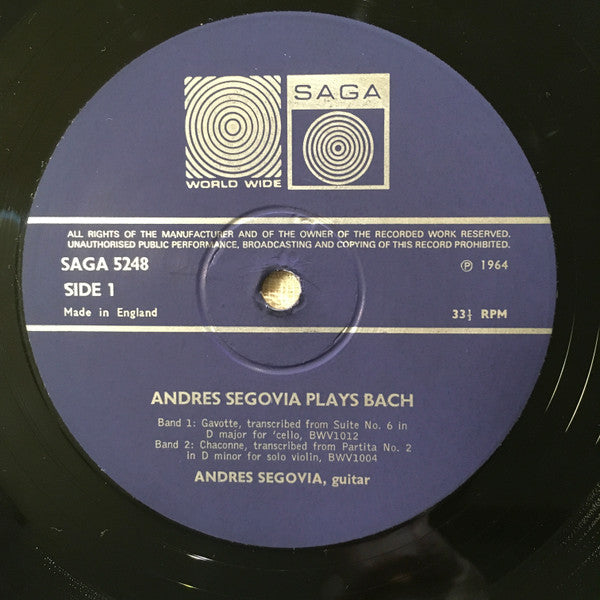 SAGA
WORLD WIDE
ALL RIGHTS OF THE MANUFACTURER AND OF THE OWNER OF THE RECORDED WORK RESERVED.
UNAUTHORISED PUBLIC PERFORMANCE, BROADCASTING AND COPYING OF THIS RECORD PROHIBITED.
SAGA 5248
℗ 1964
SIDE 1
Made in England
33⅓ RPM
ANDRES SEGOVIA PLAYS BACH
Band 1: Gavotte, transcribed from Suite No. 6 in
D major for 'cello, BWV1012
Band 2: Chaconne, transcribed from Partita No. 2
in D minor for solo violin, BWV1004
ANDRES SEGOVIA, guitar